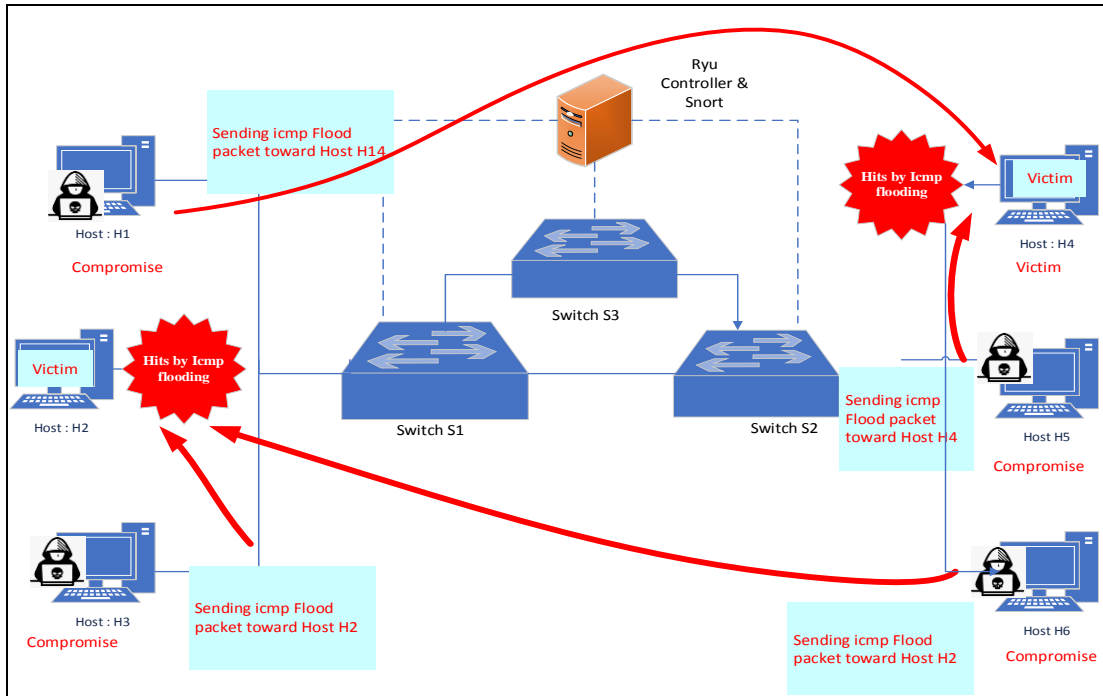 Ryu
Controller &
Snort
Sending icmp Flood
packet toward Host H14
Host : H1
Compromise
Hits by Icmp
flooding
Victim
Host : H4
Victim
Switch S3
Victim
Hits by Icmp
flooding
Host : H2
Switch S1
Switch S2
Sending icmp
Flood packet
toward Host H4
Host H5
Compromise
Host : H3
Compromise
Sending icmp Flood
packet toward Host H2
Sending icmp Flood
packet toward Host H2
Host H6
Compromise